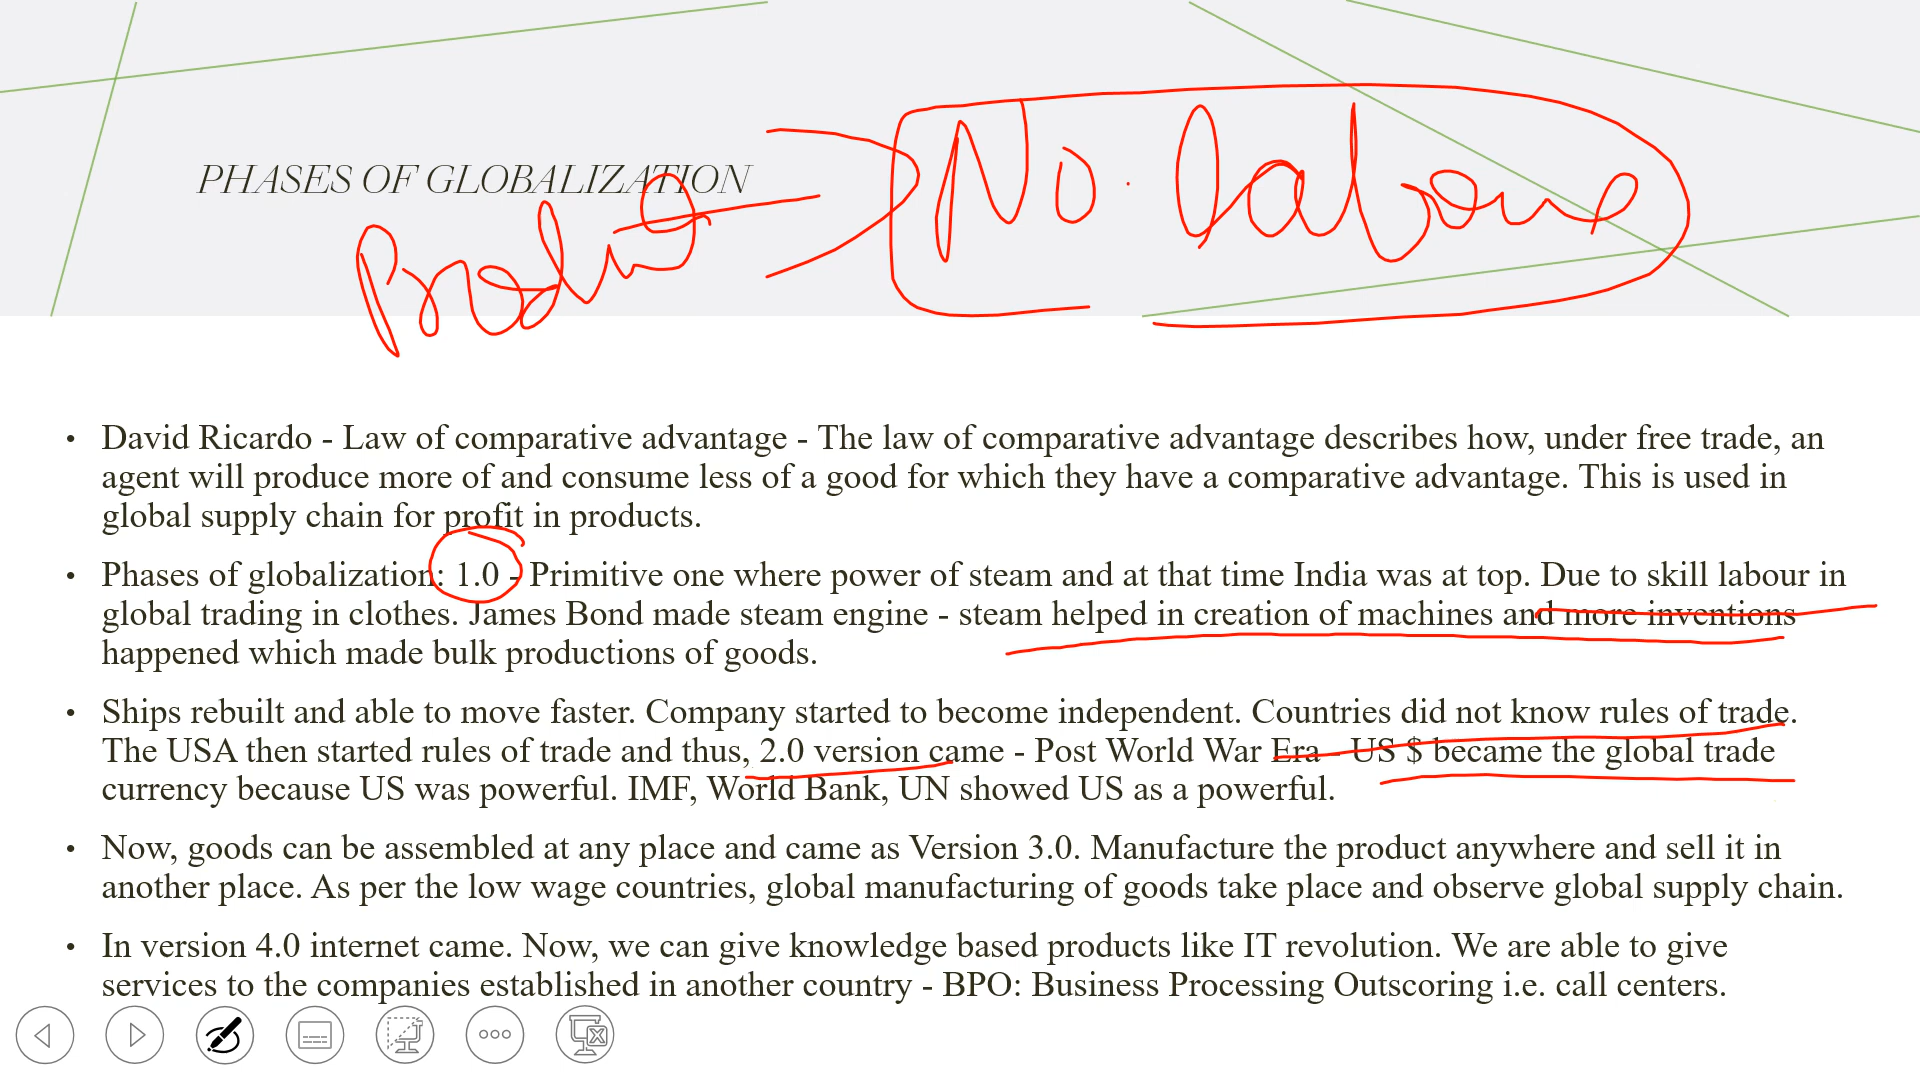 PHASES OF GLOBALIZATION
Product
No. labour
• David Ricardo - Law of comparative advantage - The law of comparative advantage describes how, under free trade, an
agent will produce more of and consume less of a good for which they have a comparative advantage. This is used in
global supply chain for profit in products.
• Phases of globalization: 1.0 - Primitive one where power of steam and at that time India was at top. Due to skill labour in
global trading in clothes. James Bond made steam engine - steam helped in creation of machines and more inventions
happened which made bulk productions of goods.
• Ships rebuilt and able to move faster. Company started to become independent. Countries did not know rules of trade.
The USA then started rules of trade and thus, 2.0 version came - Post World War Era - US $ became the global trade
currency because US was powerful. IMF, World Bank, UN showed US as a powerful.
• Now, goods can be assembled at any place and came as Version 3.0. Manufacture the product anywhere and sell it in
another place. As per the low wage countries, global manufacturing of goods take place and observe global supply chain.
• In version 4.0 internet came. Now, we can give knowledge based products like IT revolution. We are able to give
services to the companies established in another country - BPO: Business Processing Outscoring i.e. call centers.